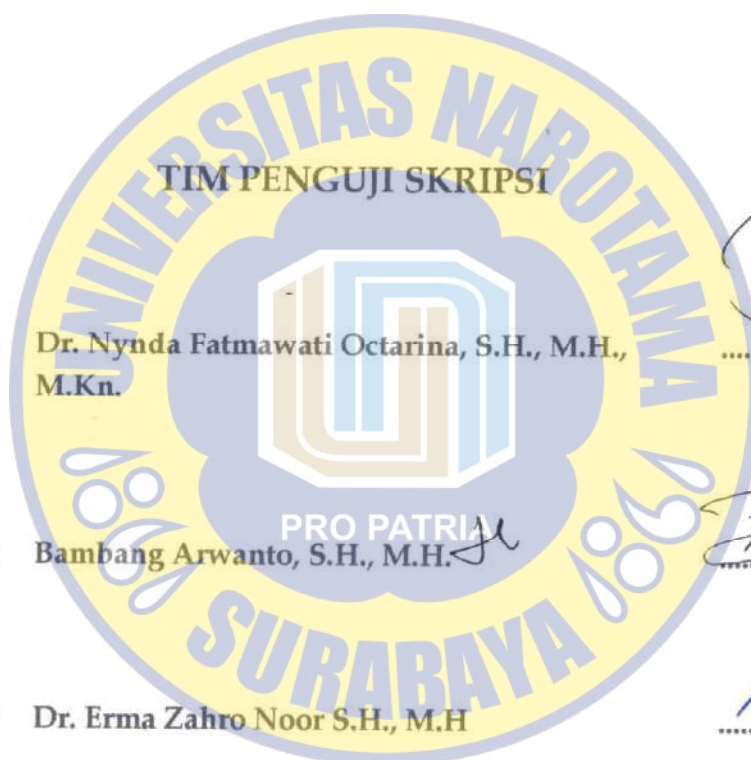 UNIVERSITAS NAROTAMA
TIM PENGUJI SKRIPSI
Dr. Nynda Fatmawati Octarina, S.H., M.H.,
M.Kn.
PRO PATRIA
Bambang Arwanto, S.H., M.H.
Dr. Erma Zahro Noor S.H., M.H
SURABAYA